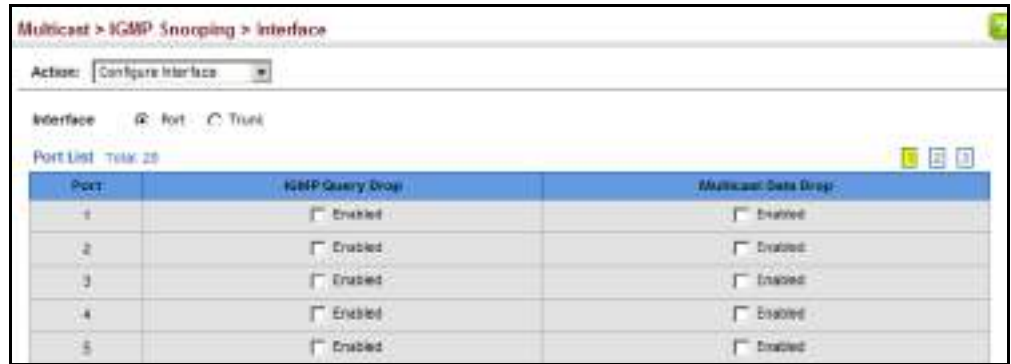 Multicast > IGMP Snooping > Interface
Action: Configure Interface
Interface Port Trunk
Port List Total: 28 1 2 3
Port IGMP Query Drop Multicast Data Drop
1 Enabled Enabled
2 Enabled Enabled
3 Enabled Enabled
4 Enabled Enabled
5 Enabled Enabled